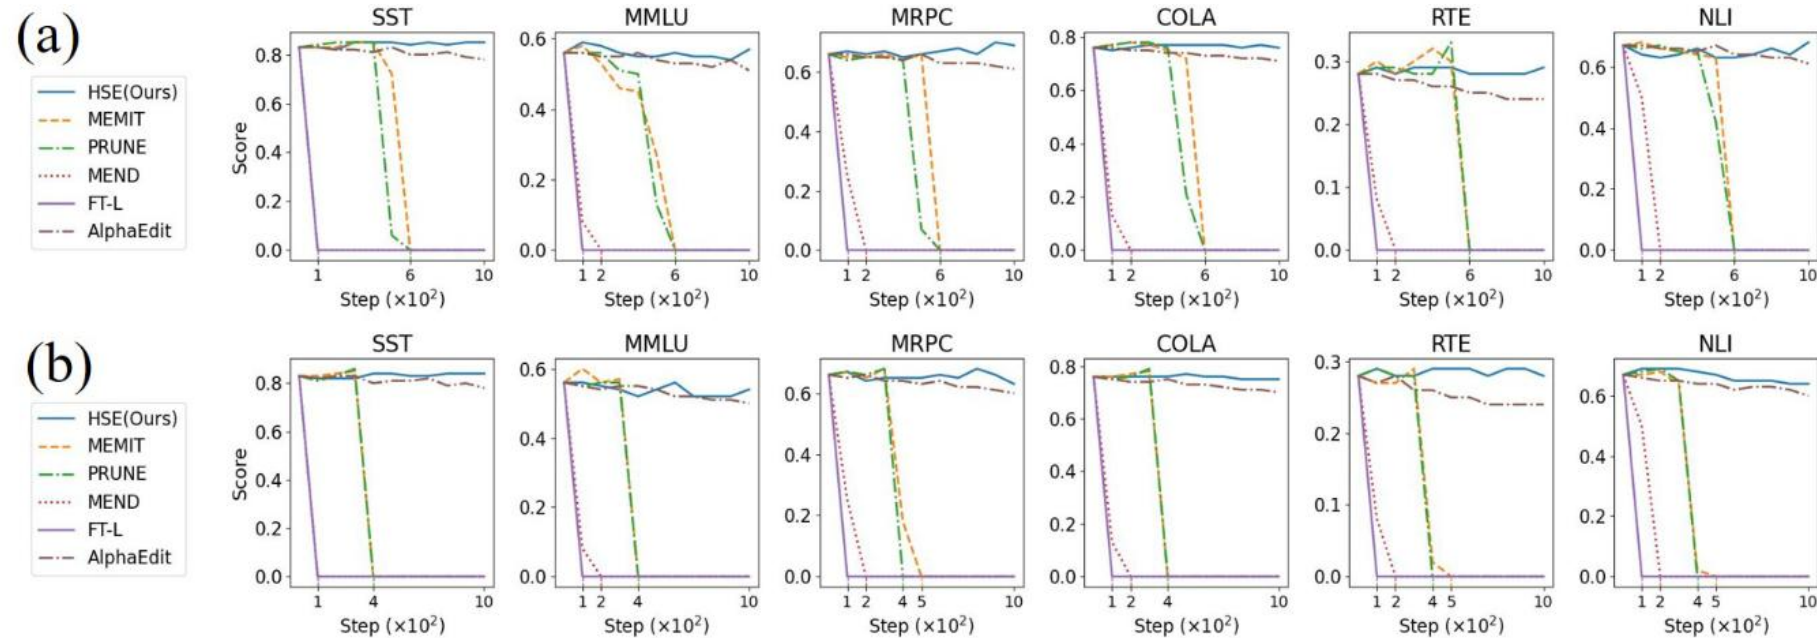 (a)
HSE(Ours)
MEMIT
PRUNE
MEND
FT-L
AlphaEdit
SST
MMLU
MRPC
COLA
RTE
NLI
Score
0.8
0.6
0.4
0.2
0.0
1 6 10
Step (×10²)
0.6
0.4
0.2
0.0
1 2 6 10
Step (×10²)
0.6
0.4
0.2
0.0
1 2 6 10
Step (×10²)
0.8
0.6
0.4
0.2
0.0
1 2 6 10
Step (×10²)
0.3
0.2
0.1
0.0
1 2 6 10
Step (×10²)
0.6
0.4
0.2
0.0
1 2 6 10
Step (×10²)
(b)
HSE(Ours)
MEMIT
PRUNE
MEND
FT-L
AlphaEdit
SST
MMLU
MRPC
COLA
RTE
NLI
Score
0.8
0.6
0.4
0.2
0.0
1 4 10
Step (×10²)
0.6
0.4
0.2
0.0
1 2 4 10
Step (×10²)
0.6
0.4
0.2
0.0
1 2 4 5 10
Step (×10²)
0.8
0.6
0.4
0.2
0.0
1 2 4 10
Step (×10²)
0.3
0.2
0.1
0.0
1 2 4 5 10
Step (×10²)
0.6
0.4
0.2
0.0
1 2 4 5 10
Step (×10²)